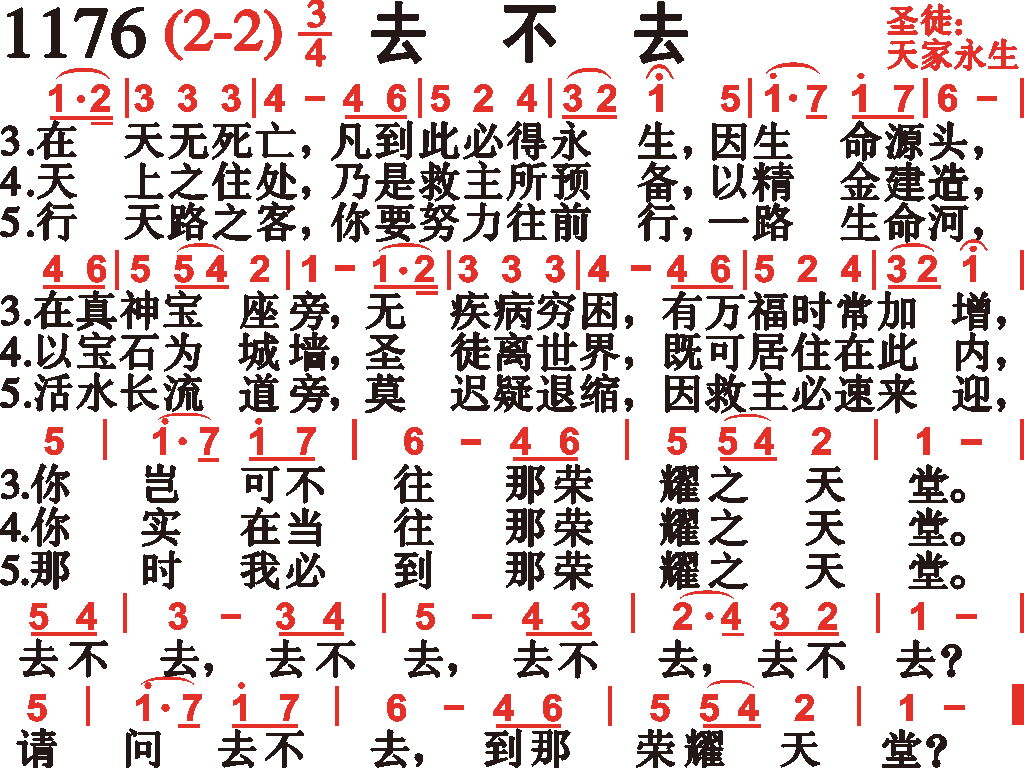 1176 (2-2) 3/4 去 不 去 圣徒:
天家永生
1·2|3 3 3|4 - 4 6|5 2 4|3 2 i 5|i·7 i 7|6 -|
3.在 天无死亡,凡到此必得永 生,因生 命源头,
4.天 上之住处,乃是救主所预 备,以精 金建造,
5.行 天路之客,你要努力往前 行,一路 生命河,
4 6|5 5 4 2|1 - 1·2|3 3 3|4 - 4 6|5 2 4|3 2 i|
3.在真神宝 座旁,无 疾病穷困,有万福时常加 增,
4.以宝石为 城墙,圣 徒离世界,既可居住在此 内,
5.活水长流 道旁,莫 迟疑退缩,因救主必速来 迎,
5|i·7 i 7|6 - 4 6|5 5 4 2|1 -|
3.你 岂 可不 往 那荣 耀之 天 堂。
4.你 实 在当 往 那荣 耀之 天 堂。
5.那 时 我必 到 那荣 耀之 天 堂。
5 4|3 - 3 4|5 - 4 3|2·4 3 2|1 -|
去不 去,去不 去,去不 去,去不 去?
5|i·7 i 7|6 - 4 6|5 5 4 2|1 -
请 问 去不 去,到那 荣耀 天 堂?